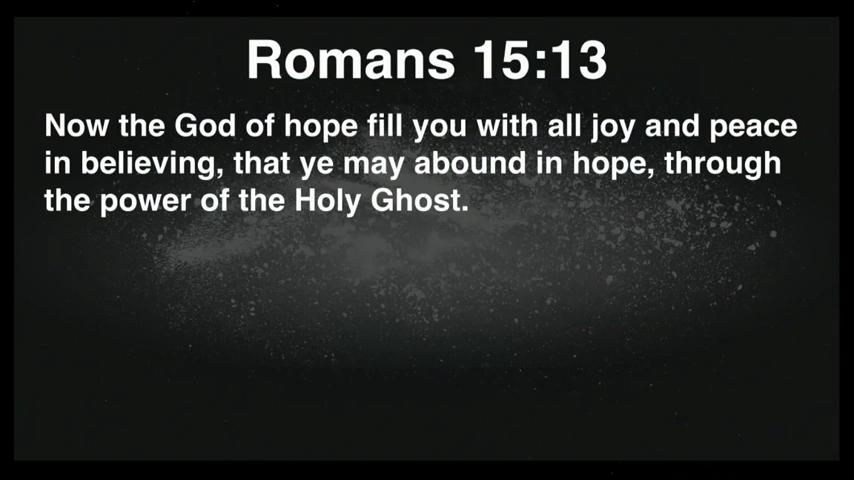 Romans 15:13
Now the God of hope fill you with all joy and peace
in believing, that ye may abound in hope, through
the power of the Holy Ghost.